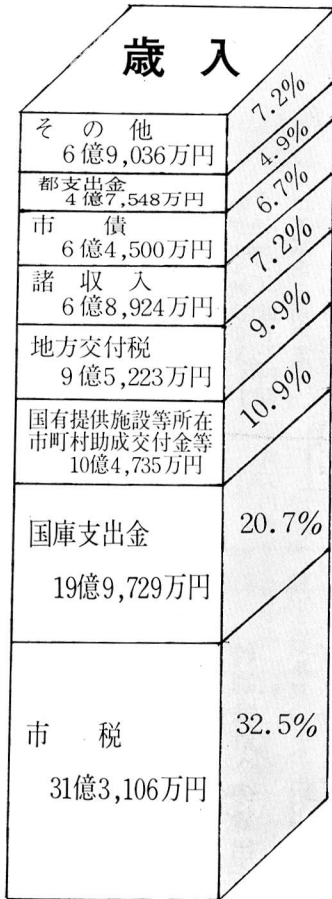 歳入
その他
6億9,036万円
7.2%
都支出金
4億7,548万円
4.9%
市債
6億4,500万円
6.7%
諸収入
6億8,924万円
7.2%
地方交付税
9億5,223万円
9.9%
国有提供施設等所在
市町村助成交付金等
10億4,735万円
10.9%
国庫支出金
19億9,729万円
20.7%
市税
31億3,106万円
32.5%